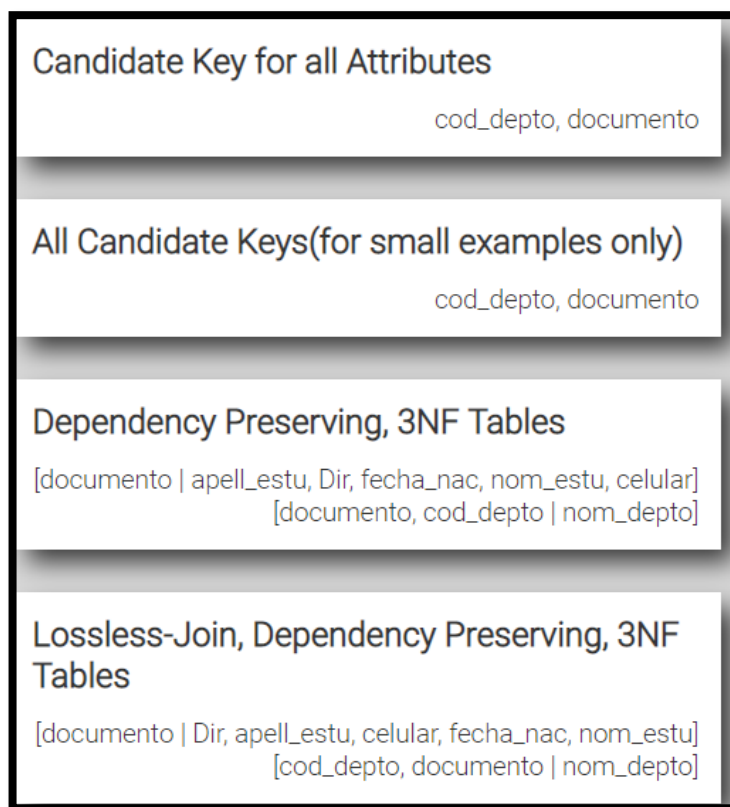 Candidate Key for all Attributes
cod_depto, documento
All Candidate Keys(for small examples only)
cod_depto, documento
Dependency Preserving, 3NF Tables
[documento | apell_estu, Dir, fecha_nac, nom_estu, celular]
[documento, cod_depto | nom_depto]
Lossless-Join, Dependency Preserving, 3NF
Tables
[documento | Dir, apell_estu, celular, fecha_nac, nom_estu]
[cod_depto, documento | nom_depto]